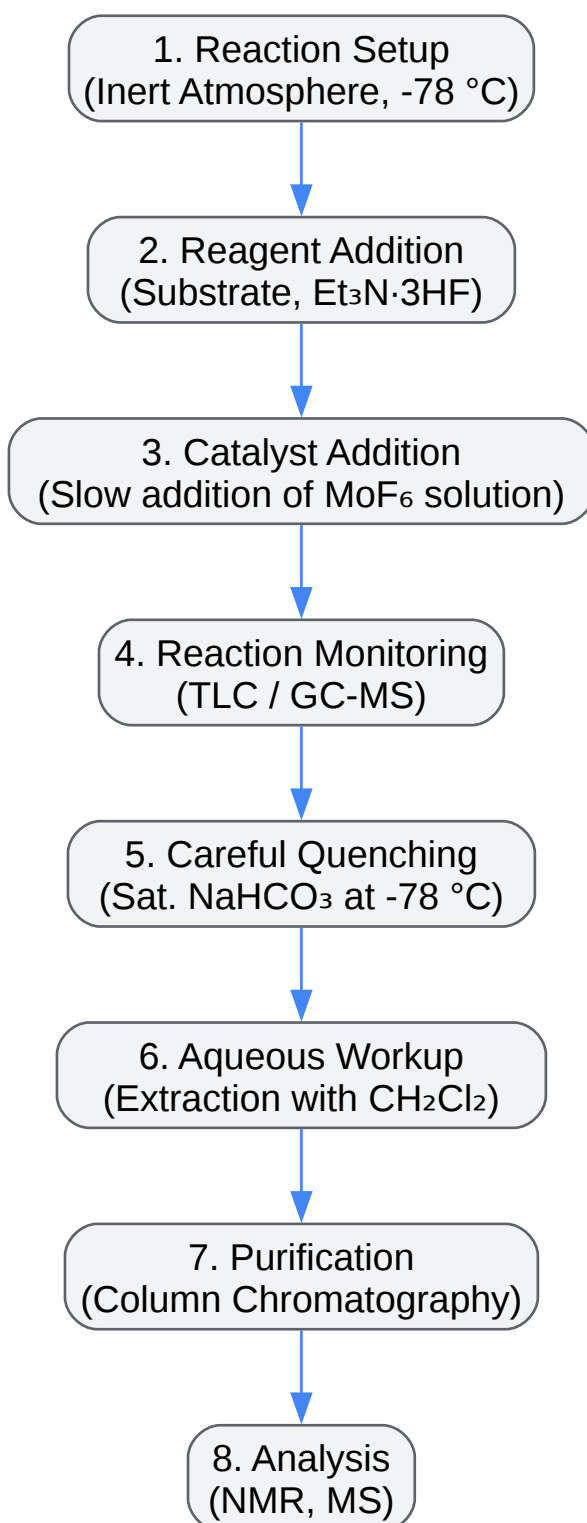 1. Reaction Setup
(Inert Atmosphere, -78 °C)
2. Reagent Addition
(Substrate, Et₃N·3HF)
3. Catalyst Addition
(Slow addition of MoF₆ solution)
4. Reaction Monitoring
(TLC / GC-MS)
5. Careful Quenching
(Sat. NaHCO₃ at -78 °C)
6. Aqueous Workup
(Extraction with CH₂Cl₂)
7. Purification
(Column Chromatography)
8. Analysis
(NMR, MS)